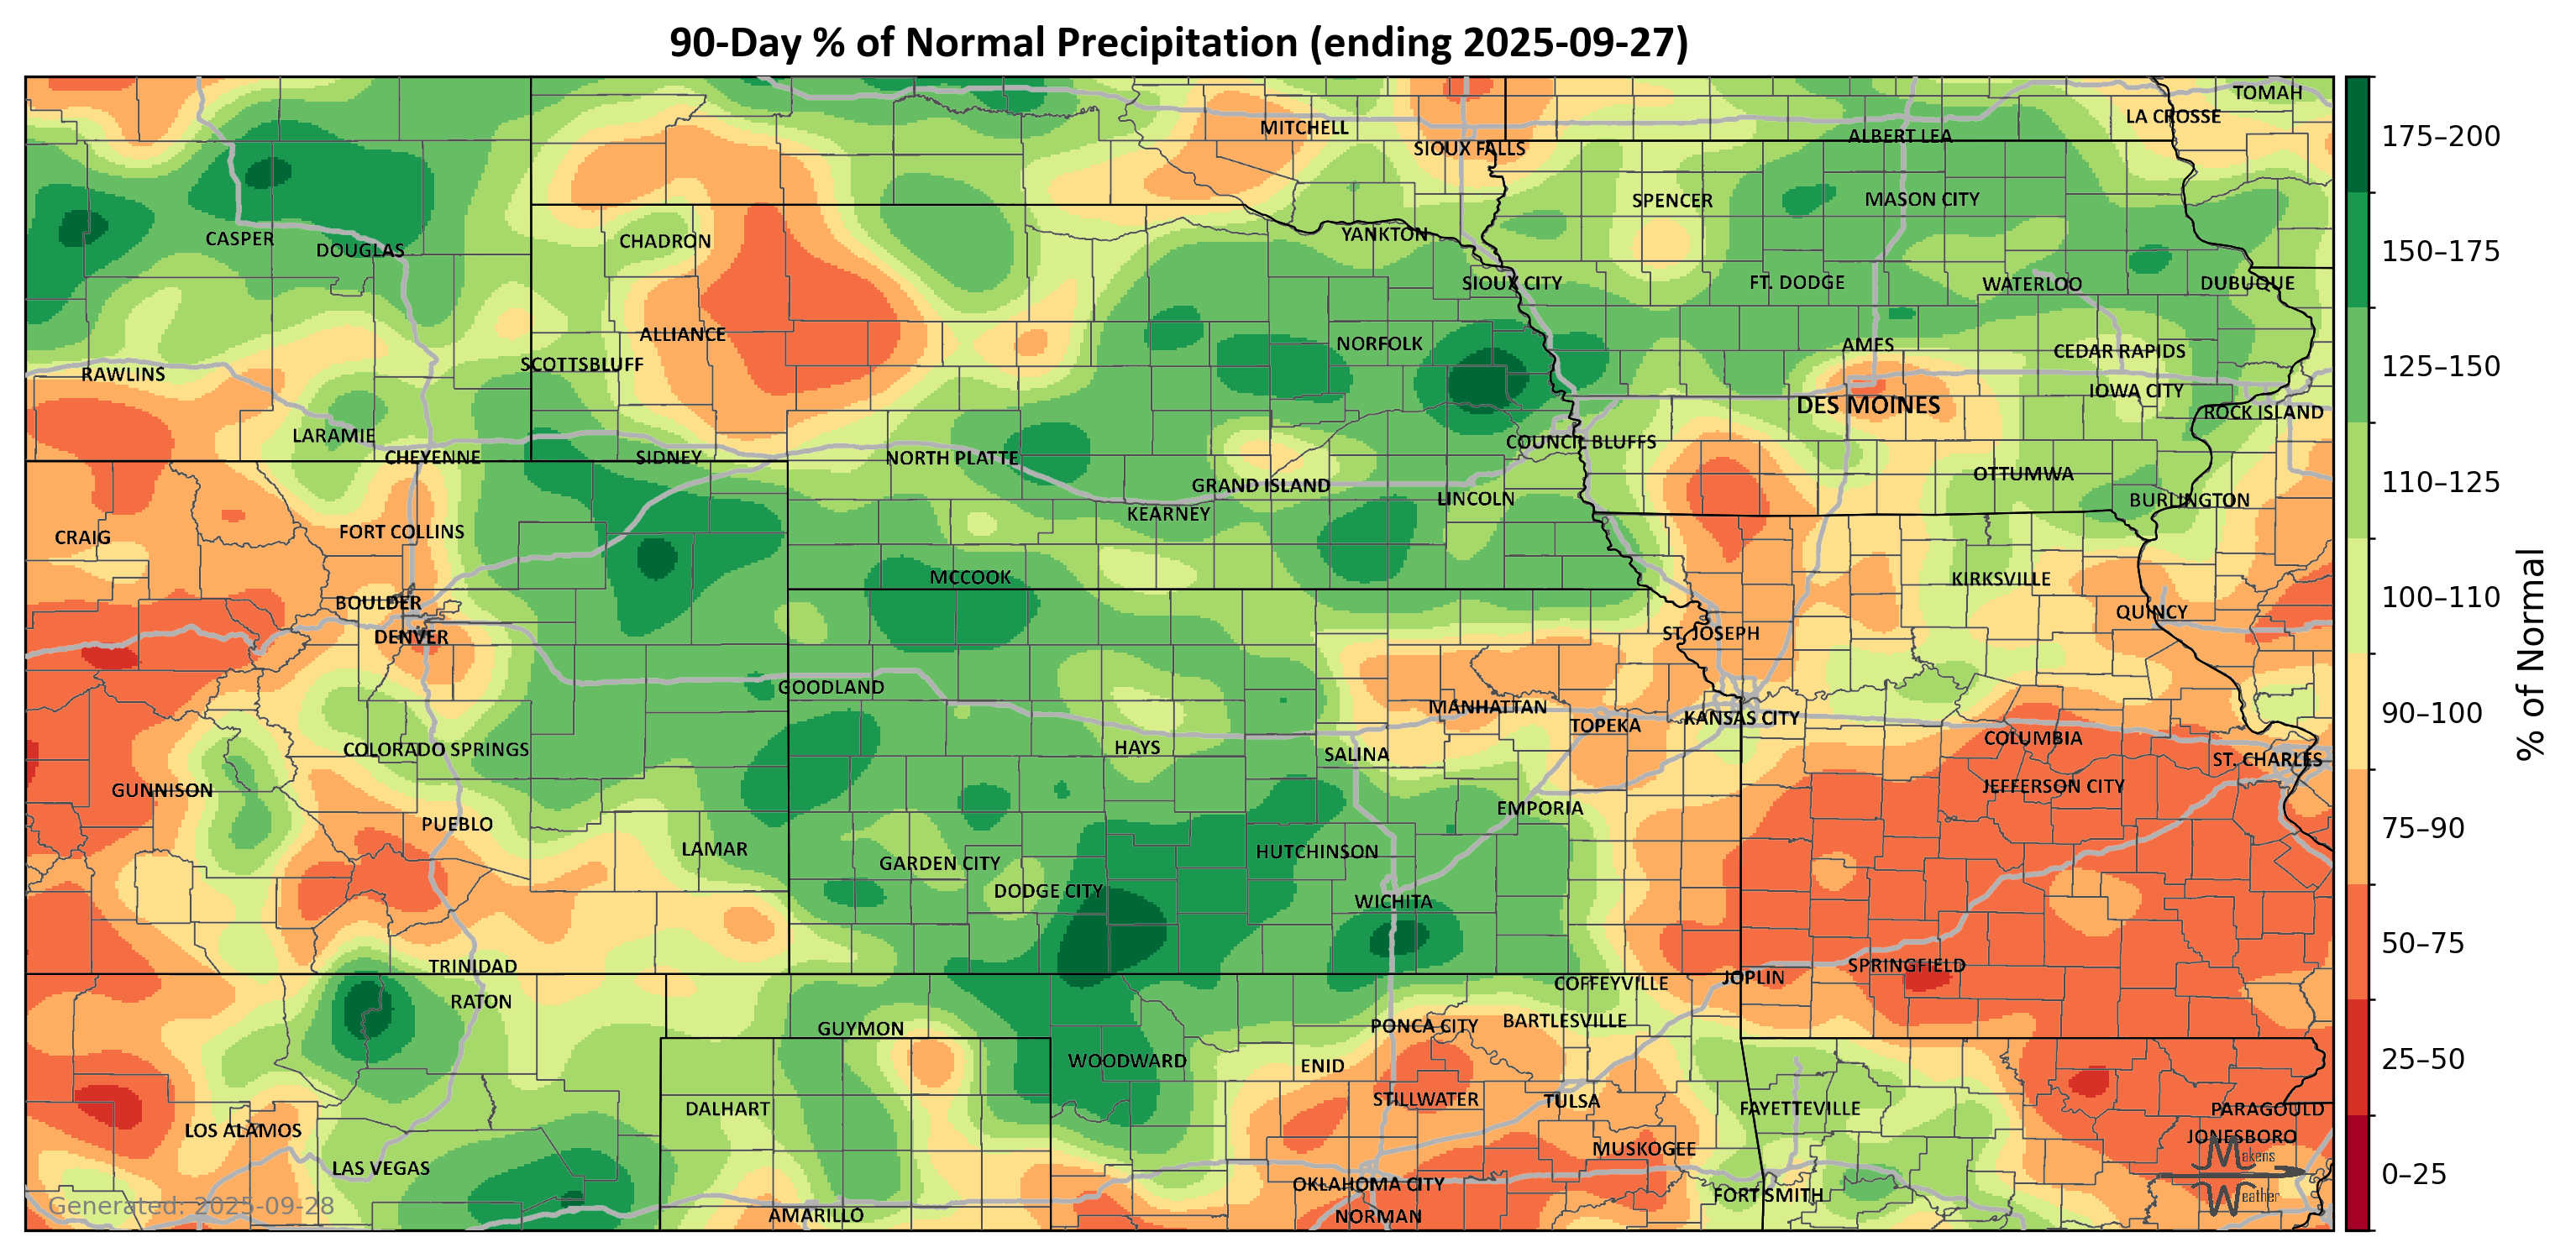 90-Day % of Normal Precipitation (ending 2025-09-27)
TOMAH
LA CROSSE
MITCHELL
ALBERT LEA
SIOUX FALLS
SPENCER
MASON CITY
CASPER
DOUGLAS
CHADRON
YANKTON
SIOUX CITY
FT. DODGE
WATERLOO
DUBUQUE
ALLIANCE
NORFOLK
AMES
CEDAR RAPIDS
SCOTTSBLUFF
RAWLINS
IOWA CITY
DES MOINES
ROCK ISLAND
LARAMIE
COUNCIL BLUFFS
CHEYENNE
SIDNEY
NORTH PLATTE
OTTUMWA
GRAND ISLAND
LINCOLN
BURLINGTON
KEARNEY
CRAIG
FORT COLLINS
MCCOOK
KIRKSVILLE
BOULDER
QUINCY
DENVER
ST. JOSEPH
GOODLAND
MANHATTAN
TOPEKA
KANSAS CITY
COLUMBIA
COLORADO SPRINGS
HAYS
SALINA
ST. CHARLES
GUNNISON
JEFFERSON CITY
EMPORIA
PUEBLO
LAMAR
GARDEN CITY
HUTCHINSON
DODGE CITY
WICHITA
TRINIDAD
SPRINGFIELD
JOPLIN
COFFEYVILLE
RATON
GUYMON
PONCA CITY
BARTLESVILLE
WOODWARD
ENID
STILLWATER
TULSA
DALHART
FAYETTEVILLE
PARAGOULD
LOS ALAMOS
JONESBORO
MUSKOGEE
LAS VEGAS
OKLAHOMA CITY
FORT SMITH
AMARILLO
NORMAN
Generated: 2025-09-28
Makens
Weather
175–200
150–175
125–150
110–125
100–110
90–100
75–90
50–75
25–50
0–25
% of Normal